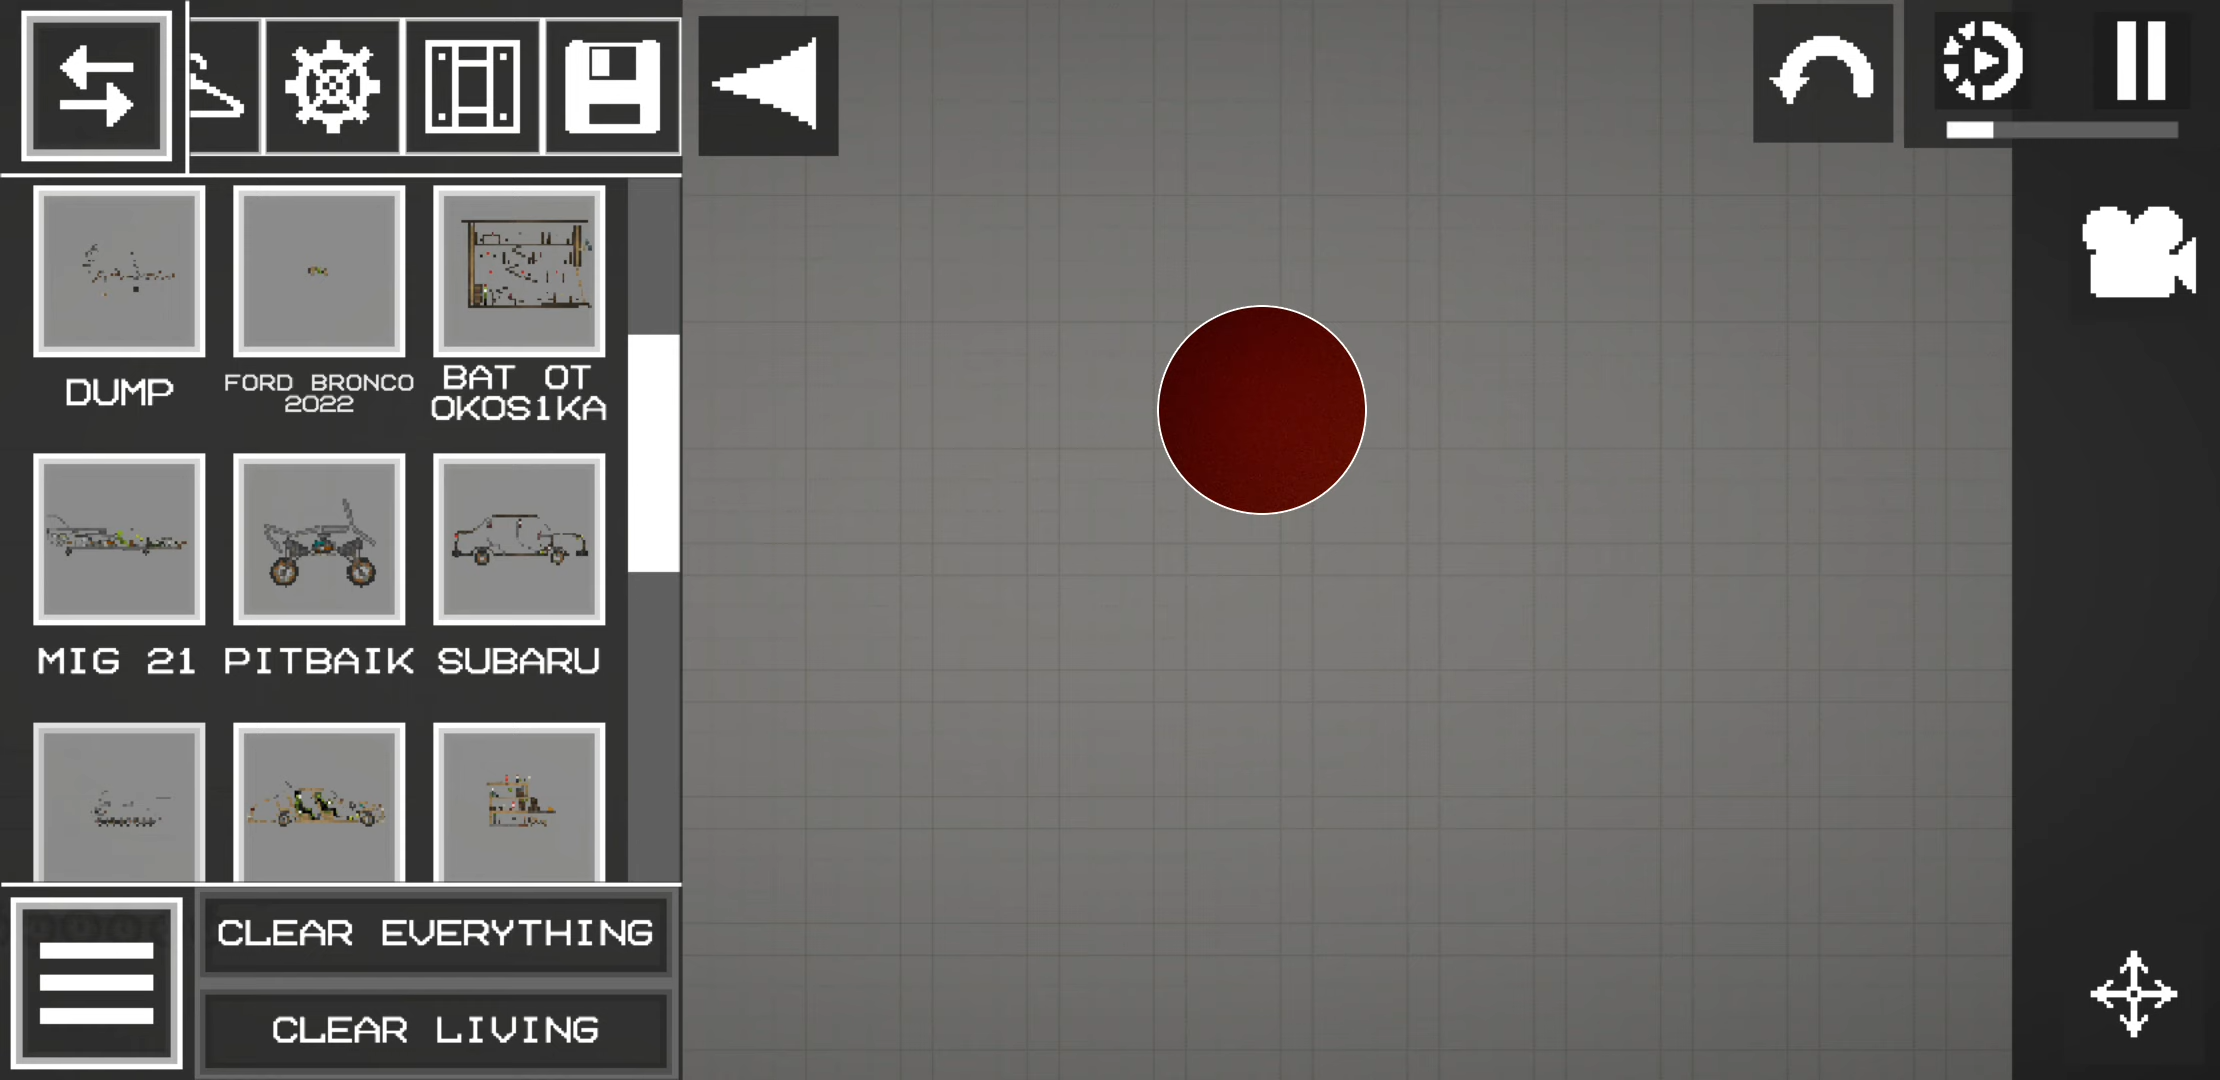 DUMP
FORD BRONCO
2022
BAT OT
OKOS1KA
MIG 21
PITBAIK
SUBARU
CLEAR EVERYTHING
CLEAR LIVING